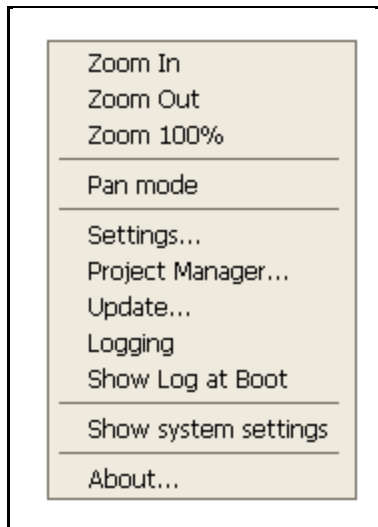 Zoom In
Zoom Out
Zoom 100%
Pan mode
Settings...
Project Manager...
Update...
Logging
Show Log at Boot
Show system settings
About...